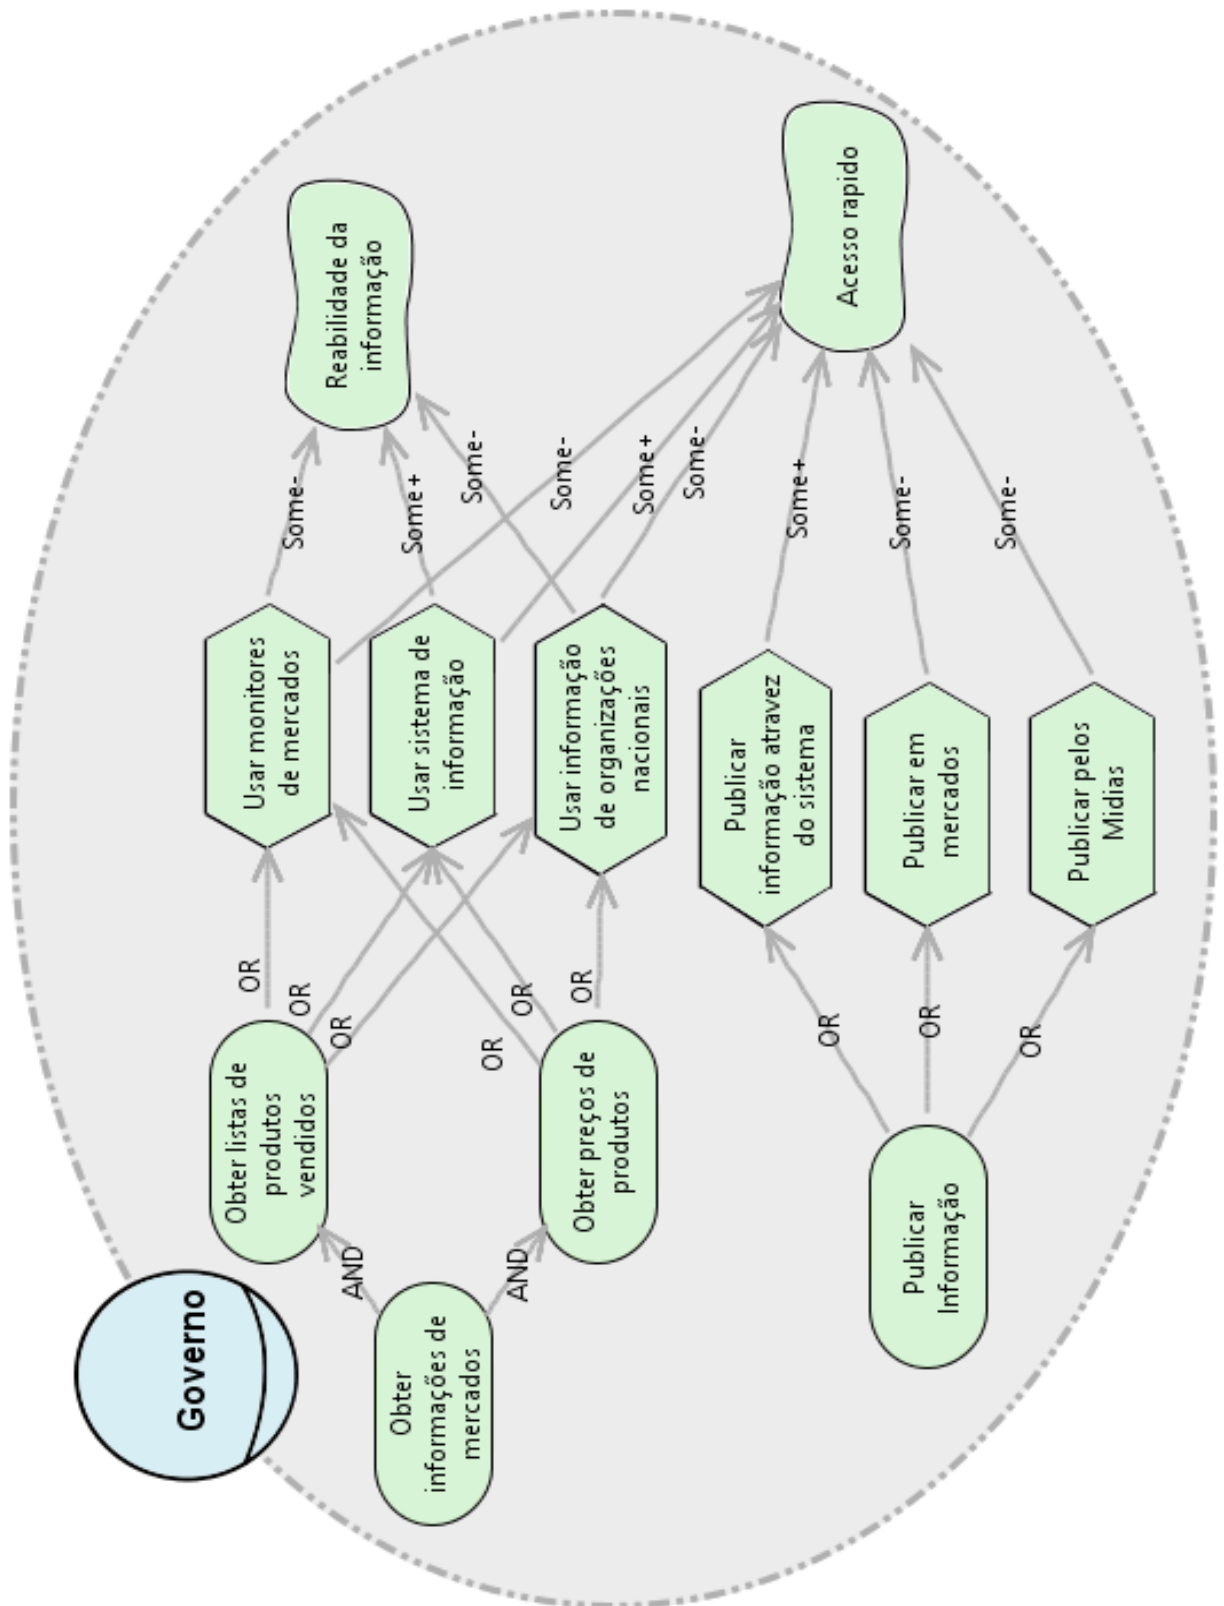 Governo
Obter
informações de
mercados
AND
AND
Obter listas de
produtos
vendidos
Obter preços de
produtos
OR
OR
OR
OR
OR
OR
Usar monitores
de mercados
Usar sistema de
informação
Usar informação
de organizações
nacionais
Some-
Some+
Some-
Some-
Some+
Some-
Reabilidade da
informação
Publicar
Informação
OR
OR
OR
Publicar
informação atravez
do sistema
Publicar em
mercados
Publicar pelos
Midias
Some+
Some-
Some-
Acesso rapido